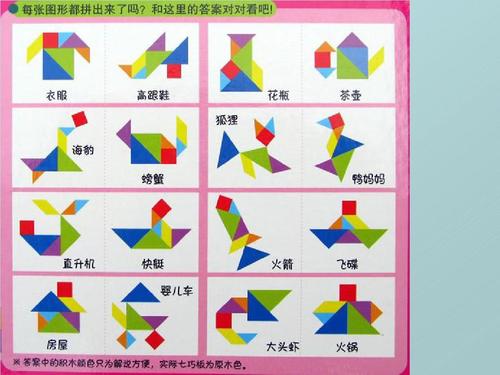 每张图形都拼出来了吗？和这里的答案对对看吧！
衣服
高跟鞋
花瓶
茶壶
海豹
螃蟹
狐狸
鸭妈妈
直升机
快艇
火箭
飞碟
房屋
婴儿车
大头虾
火锅
※ 答案中的积木颜色只为解说方便，实际七巧板为原木色。